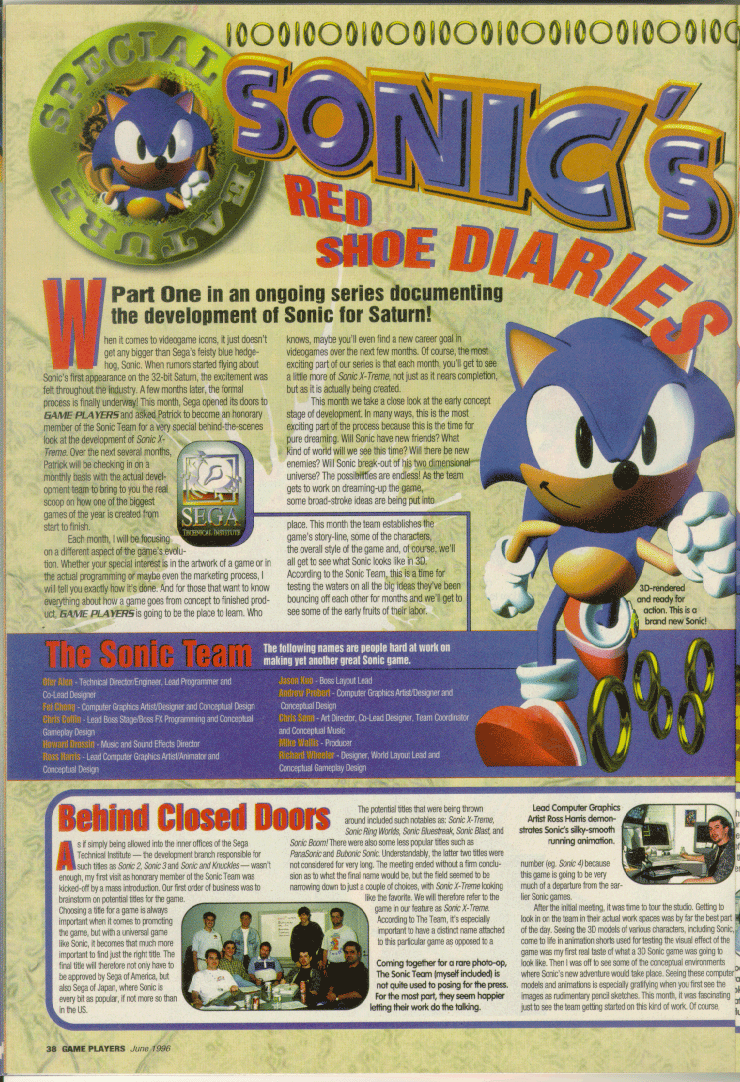 SPECIAL FEATURE
SONIC'S
RED
SHOE DIARIES
Part One in an ongoing series documenting
the development of Sonic for Saturn!
When it comes to videogame icons, it just doesn't
get any bigger than Sega's feisty blue hedge-
hog, Sonic. When rumors started flying about
Sonic's first appearance on the 32-bit Saturn, the excitement was
felt throughout the industry. A few months later, the formal
process is finally underway! This month, Sega opened its doors to
GAME PLAYERS and asked Patrick to become an honorary
member of the Sonic Team for a very special behind-the-scenes
look at the development of Sonic X-
Treme. Over the next several months,
Patrick will be checking in on a
monthly basis with the actual devel-
opment team to bring you the real
scoop on how one of the biggest
games of the year is created from
start to finish.
Each month, I will be focusing
on a different aspect of the game's evolu-
tion. Whether your special interest is in the artwork of a game or in
the actual programming or maybe even the marketing process, I
will tell you exactly how it's done. And for those that want to know
everything about how a game goes from concept to finished prod-
uct, GAME PLAYERS is going to be the place to learn. Who
SEGA
TECHNICAL INSTITUTE
knows, maybe you'll even find a new career goal in
videogames over the next few months. Of course, the most
exciting part of our series is that each month, you'll get to see
a little more of Sonic X-Treme, not just as it nears completion,
but as it is actually being created.
This month we take a close look at the early concept
stage of development. In many ways, this is the most
exciting part of the process because this is the time for
pure dreaming. Will Sonic have new friends? What
kind of world will we see this time? Will there be new
enemies? Will Sonic break-out of his two dimensional
universe? The possibilities are endless! As the team
gets to work on dreaming-up the game,
some broad-stroke ideas are being put into
place. This month the team establishes the
game's story-line, some of the characters,
the overall style of the game and, of course, we'll
all get to see what Sonic looks like in 3D.
According to the Sonic Team, this is a time for
testing the waters on all the big ideas they've been
bouncing off each other for months and we'll get to
see some of the early fruits of their labor.
3D-rendered
and ready for
action. This is a
brand new Sonic!
The Sonic Team
The following names are people hard at work on
making yet another great Sonic game.
Ofer Alon - Technical Director/Engineer, Lead Programmer and
Co-Lead Designer
Fei Cheng - Computer Graphics Artist/Designer and Conceptual Design
Chris Coffin - Lead Boss Stage/Boss FX Programming and Conceptual
Gameplay Design
Howard Drossin - Music and Sound Effects Director
Ross Harris - Lead Computer Graphics Artist/Animator and
Conceptual Design
Jason Kuo - Boss Layout Lead
Andrew Probert - Computer Graphics Artist/Designer and
Conceptual Design
Chris Senn - Art Director, Co-Lead Designer, Team Coordinator
and Conceptual Music
Mike Wallis - Producer
Richard Wheeler - Designer, World Layout Lead and
Conceptual Gameplay Design
Behind Closed Doors
As if simply being allowed into the inner offices of the Sega
Technical Institute — the development branch responsible for
such titles as Sonic 2, Sonic 3 and Sonic and Knuckles — wasn't
enough, my first visit as honorary member of the Sonic Team was
kicked-off by a mass introduction. Our first order of business was to
brainstorm on potential titles for the game.
Choosing a title for a game is always
important when it comes to promoting
the game, but with a universal game
like Sonic, it becomes that much more
important to find just the right title. The
final title will therefore not only have to
be approved by Sega of America, but
also Sega of Japan, where Sonic is
every bit as popular, if not more so than
in the US.
The potential titles that were being thrown
around included such notables as: Sonic X-Treme,
Sonic Ring Worlds, Sonic Bluestreak, Sonic Blast, and
Sonic Boom! There were also some less popular titles such as
ParaSonic and Bubonic Sonic. Understandably, the latter two titles were
not considered for very long. The meeting ended without a firm conclu-
sion as to what the final name would be, but the field seemed to be
narrowing down to just a couple of choices, with Sonic X-Treme looking
like the favorite. We will therefore refer to the
game in our feature as Sonic X-Treme.
According to The Team, it's especially
important to have a distinct name attached
to this particular game as opposed to a
Coming together for a rare photo-op,
The Sonic Team (myself included) is
not quite used to posing for the press.
For the most part, they seem happier
letting their work do the talking.
Lead Computer Graphics
Artist Ross Harris demon-
strates Sonic's silky-smooth
running animation.
number (eg. Sonic 4) because
this game is going to be very
much of a departure from the ear-
lier Sonic games.
After the initial meeting, it was time to tour the studio. Getting to
look in on the team in their actual work spaces was by far the best part
of the day. Seeing the 3D models of various characters, including Sonic,
come to life in animation shorts used for testing the visual effect of the
game was my first real taste of what a 3D Sonic game was going to
look like. Then I was off to see some of the conceptual environments
where Sonic's new adventure would take place. Seeing these computer
models and animations is especially gratifying when you first see the
images as rudimentary pencil sketches. This month, it was fascinating
just to see the team getting started on this kind of work. Of course,
38 GAME PLAYERS June 1996